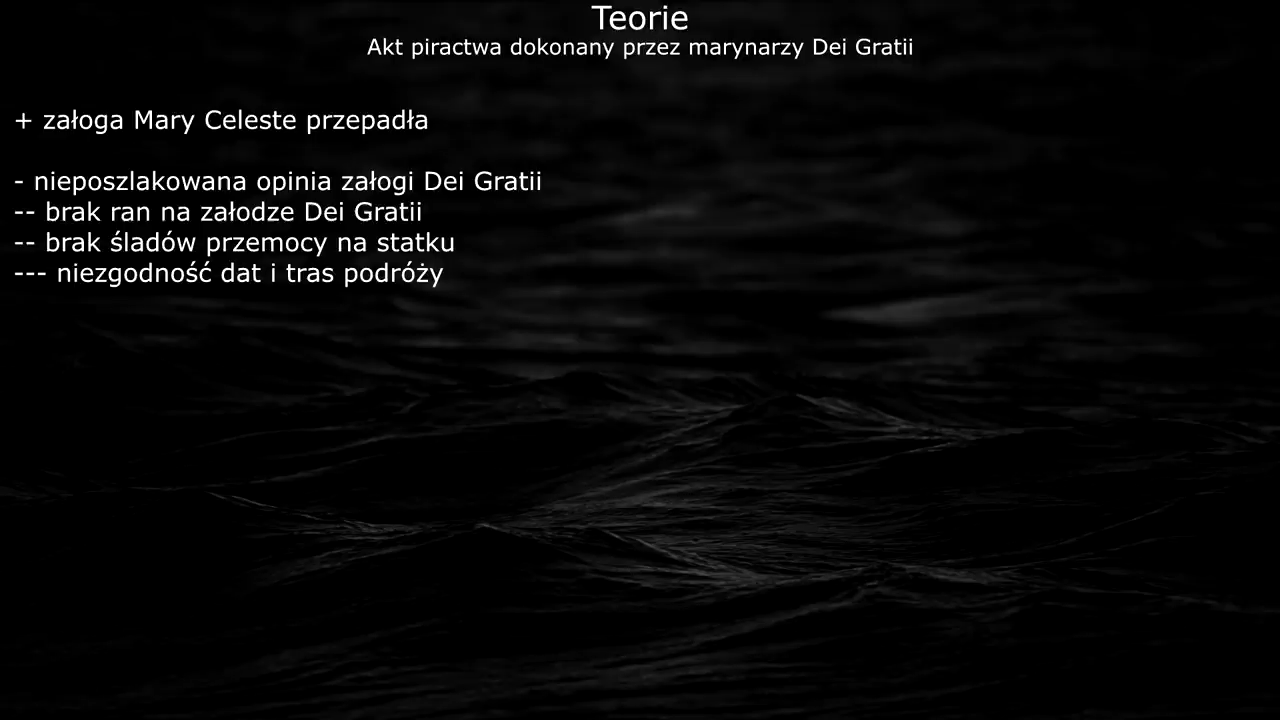 Teorie
Akt piractwa dokonany przez marynarzy Dei Gratii
+ załoga Mary Celeste przepadła
- nieposzlakowana opinia załogi Dei Gratii
-- brak ran na załodze Dei Gratii
-- brak śladów przemocy na statku
--- niezgodność dat i tras podróży